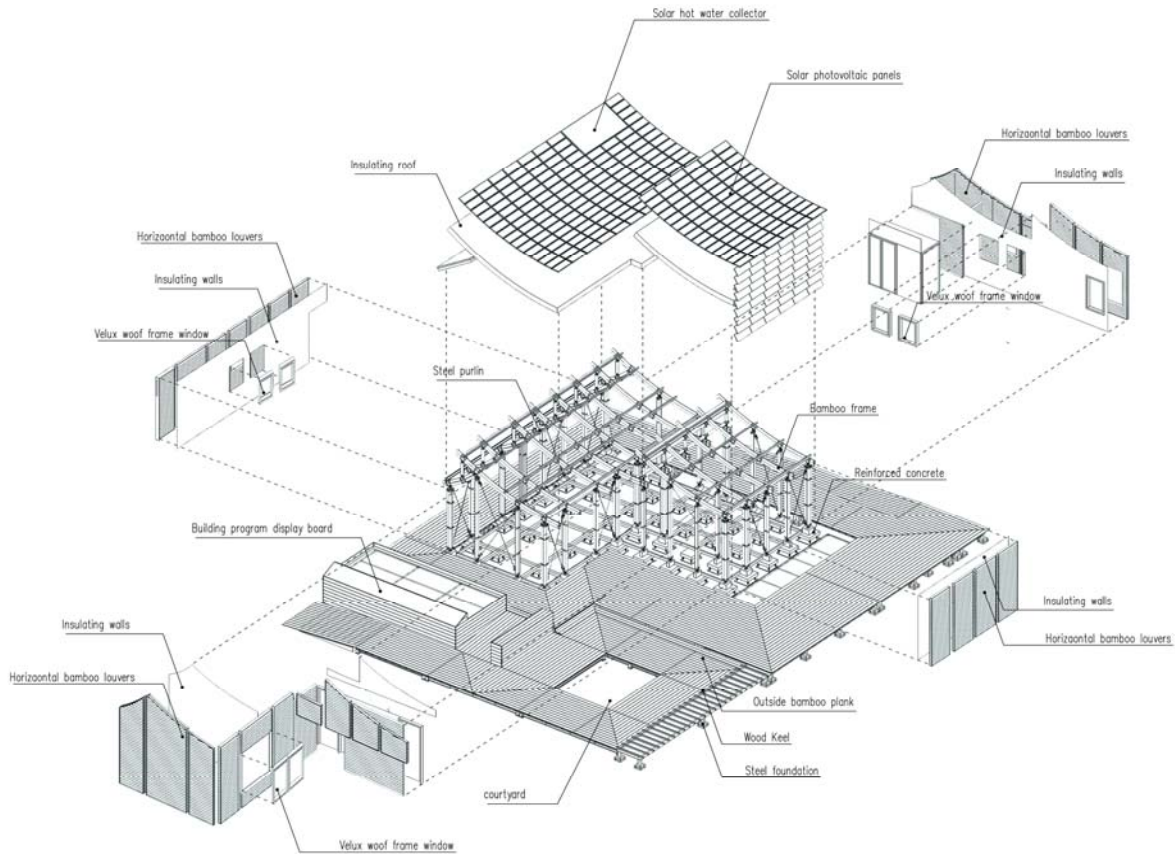 Solar hot water collector
Solar photovoltaic panels
Horizaontal bamboo louvers
Insulating roof
Insulating walls
Horizaontal bamboo louvers
Insulating walls
Velux woof frame window
Velux woof frame window
Steel purlin
Bamboo frame
Reinforced concrete
Building program display board
Insulating walls
Insulating walls
Horizaontal bamboo louvers
Horizaontal bamboo louvers
Outside bamboo plank
Wood Keel
Steel foundation
courtyard
Velux woof frame window